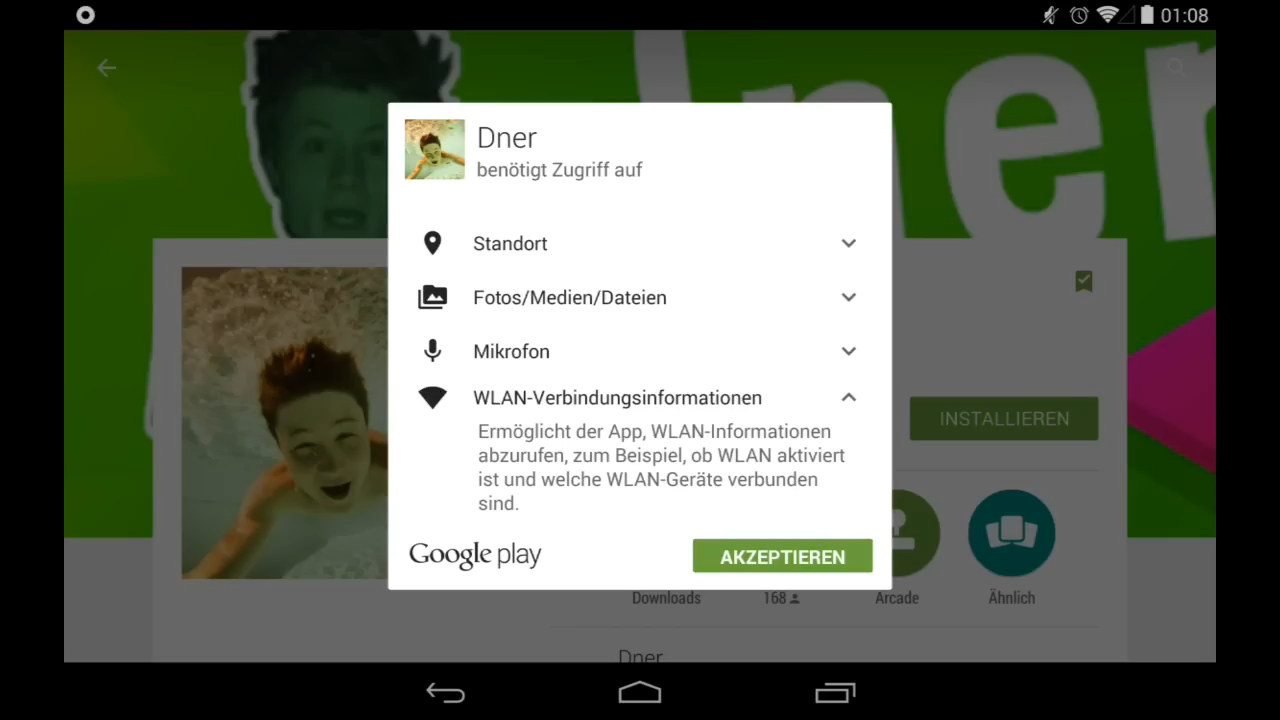 01:08
Dner
benötigt Zugriff auf
Standort
Fotos/Medien/Dateien
Mikrofon
WLAN-Verbindungsinformationen
Ermöglicht der App, WLAN-Informationen
abzurufen, zum Beispiel, ob WLAN aktiviert
ist und welche WLAN-Geräte verbunden
sind.
INSTALLIEREN
Google play
AKZEPTIEREN
Downloads
168
Arcade
Ähnlich
Dner